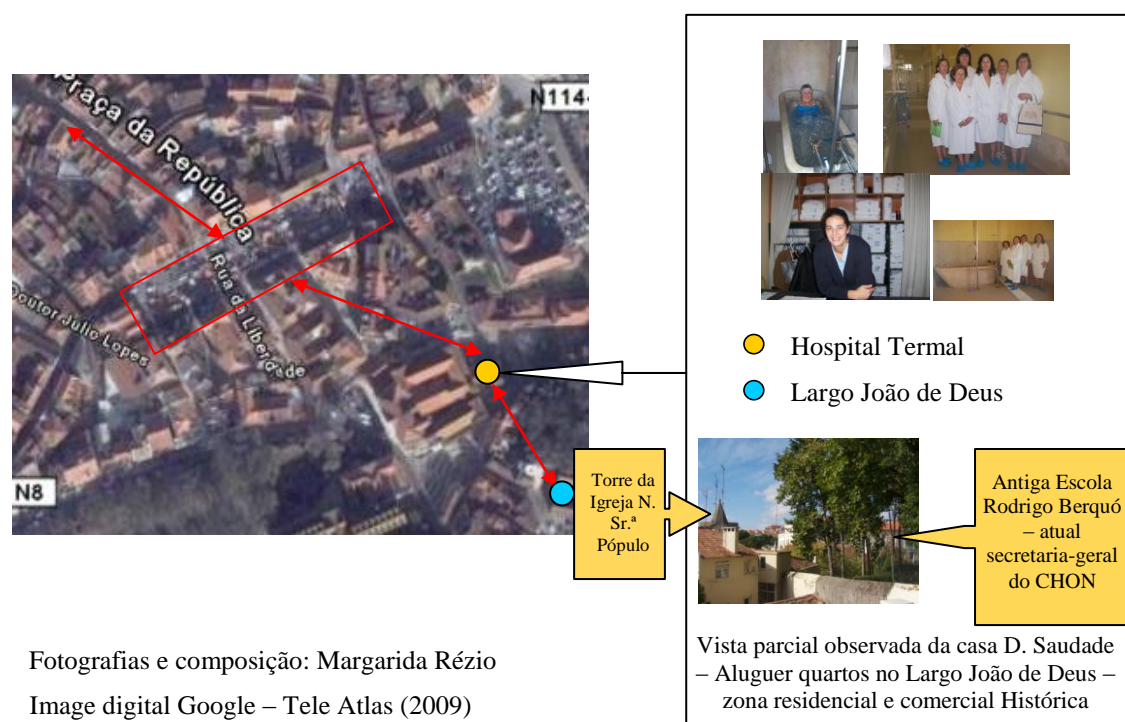 Praça da República
N114
Rua da Liberdade
Doutor Julio Lopes
N8
Hospital Termal
Largo João de Deus
Torre da
Igreja N.
Sr.ª
Pópulo
Antiga Escola
Rodrigo Berquó
– atual
secretaria-geral
do CHON
Vista parcial observada da casa D. Saudade
– Aluguer quartos no Largo João de Deus –
zona residencial e comercial Histórica
Fotografias e composição: Margarida Rézio
Image digital Google – Tele Atlas (2009)